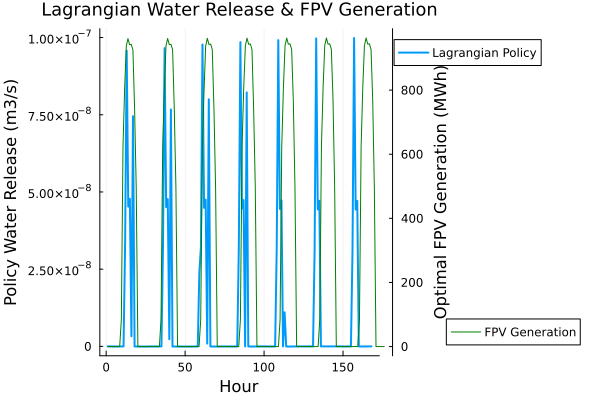 Lagrangian Water Release & FPV Generation
Policy Water Release (m3/s)
1.00×10⁻⁷
7.50×10⁻⁸
5.00×10⁻⁸
2.50×10⁻⁸
0
0
50
100
150
Hour
800
600
400
200
0
Optimal FPV Generation (MWh)
Lagrangian Policy
FPV Generation